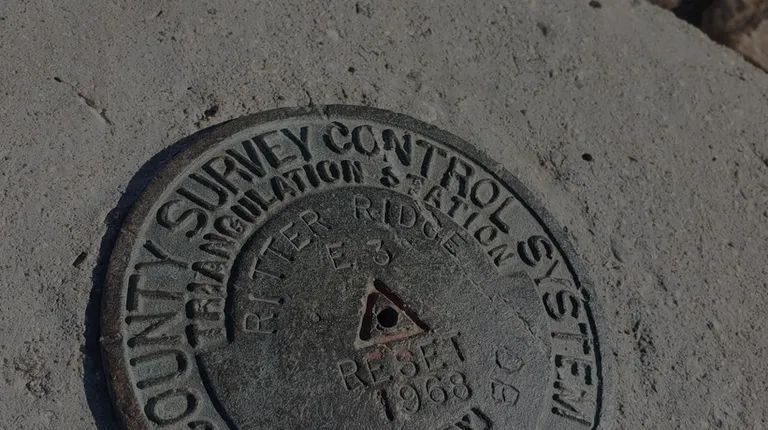 COUNTY SURVEY CONTROL SYSTEM
TRIANGULATION STATION
RITTER RIDGE
E 3
RESET
1968